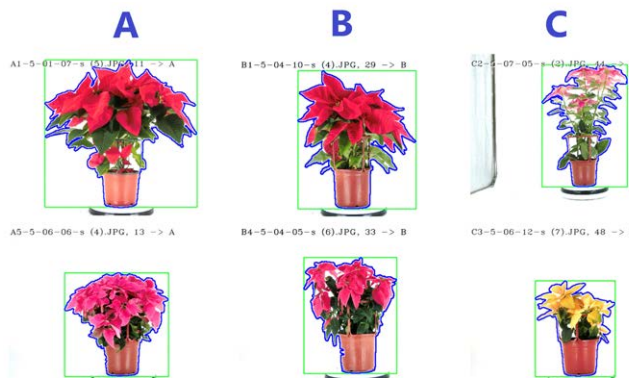 A B C
A1-5-01-07-s (5).JPG, 11 -> A
B1-5-04-10-s (4).JPG, 29 -> B
C2-5-07-05-s (2).JPG, 44 ->
A5-5-06-06-s (4).JPG, 13 -> A
B4-5-04-05-s (6).JPG, 33 -> B
C3-5-06-12-s (7).JPG, 48 ->